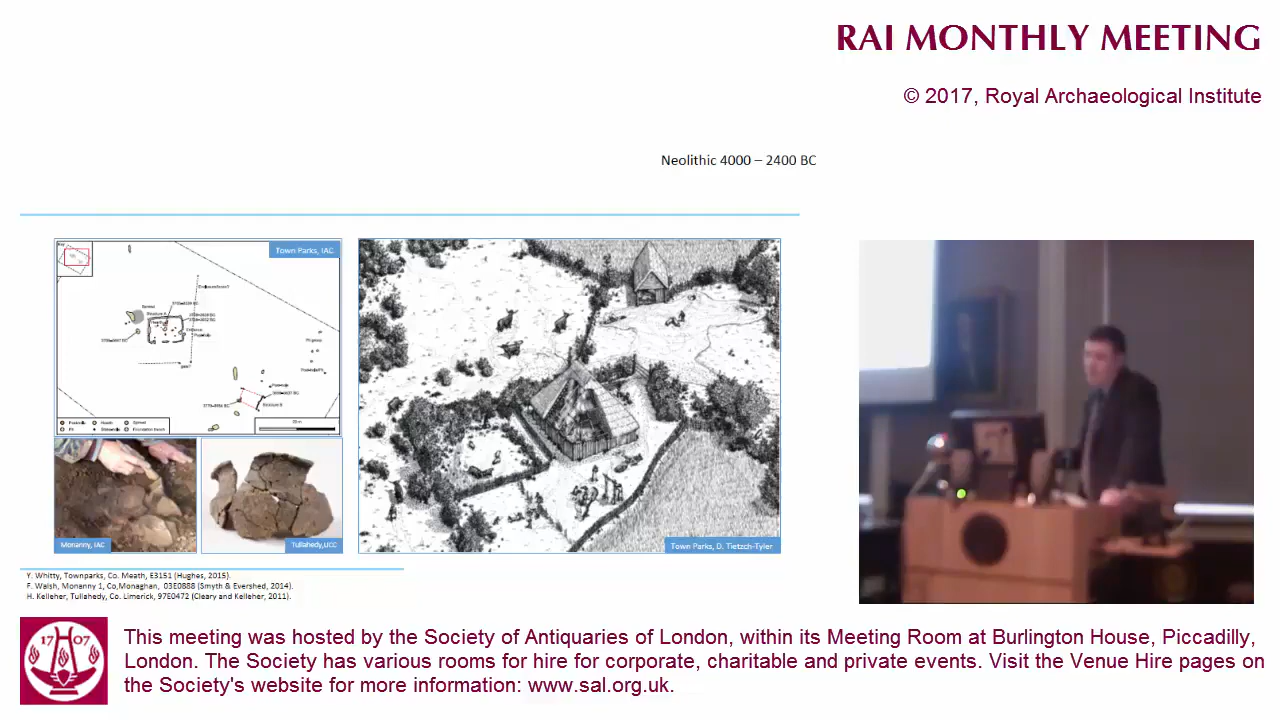 RAI MONTHLY MEETING
© 2017, Royal Archaeological Institute
Neolithic 4000 – 2400 BC
Town Parks, IAC
Monanny, IAC
Tullahedy,UCC
Town Parks, D. Tietzch-Tyler
Y. Whitty, Townparks, Co. Meath, E3151 (Hughes, 2015).
F. Walsh, Monanny 1, Co,Monaghan, 03E0888 (Smyth & Evershed, 2014).
H. Kelleher, Tullahedy, Co. Limerick, 97E0472 (Cleary and Kelleher, 2011).
17 07
This meeting was hosted by the Society of Antiquaries of London, within its Meeting Room at Burlington House, Piccadilly,
London. The Society has various rooms for hire for corporate, charitable and private events. Visit the Venue Hire pages on
the Society's website for more information: www.sal.org.uk.